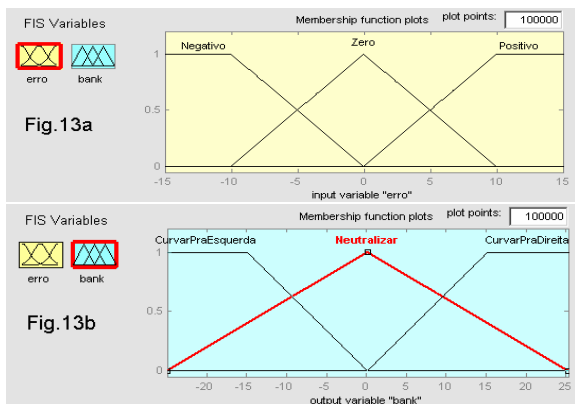 FIS Variables
Membership function plots
plot points:
100000
erro
bank
Fig.13a
Negativo
Zero
Positivo
1
0.5
0
-15
-10
-5
0
5
10
15
input variable "erro"
FIS Variables
Membership function plots
plot points:
100000
erro
bank
Fig.13b
CurvarPraEsquerda
Neutralizar
CurvarPraDireita
1
0.5
0
-20
-15
-10
-5
0
5
10
15
20
25
output variable "bank"